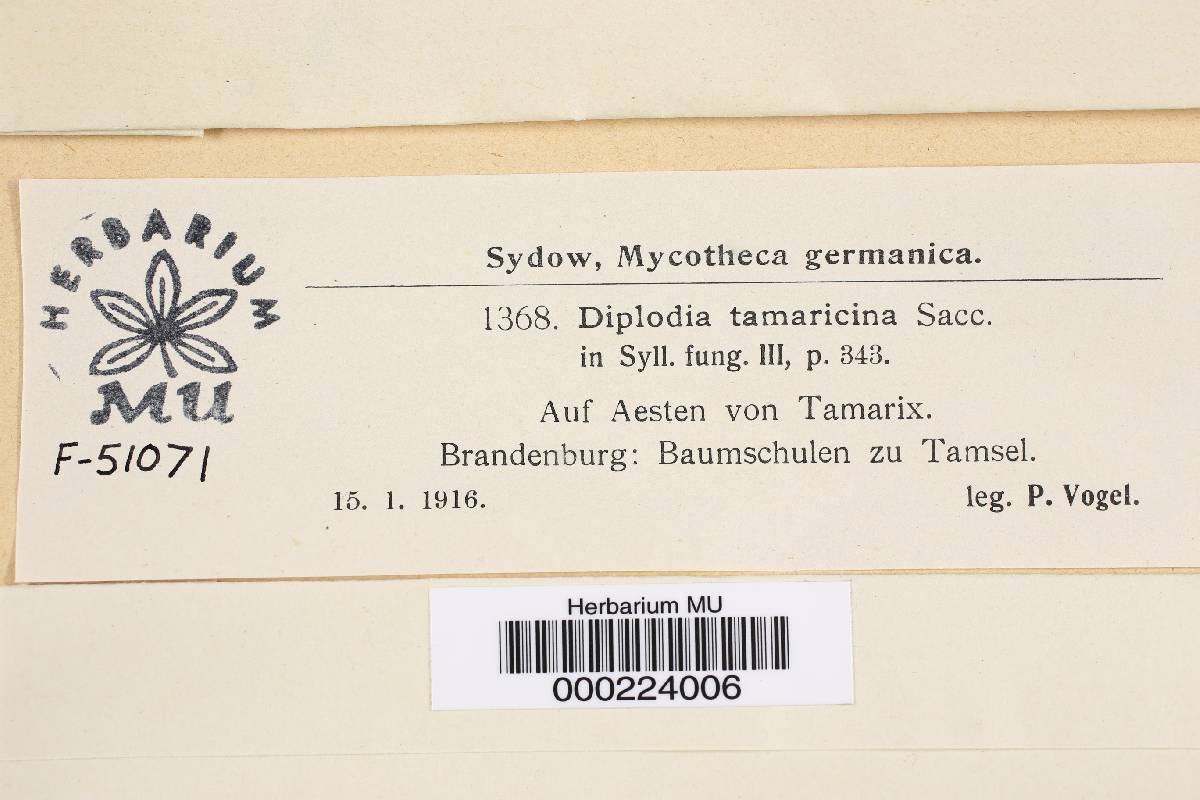 HERBARIUM
MU
F-51071
Sydow, Mycotheca germanica.
1368. Diplodia tamaricina Sacc.
in Syll. fung. III, p. 343.
Auf Aesten von Tamarix.
Brandenburg: Baumschulen zu Tamsel.
15. 1. 1916. leg. P. Vogel.
Herbarium MU
000224006